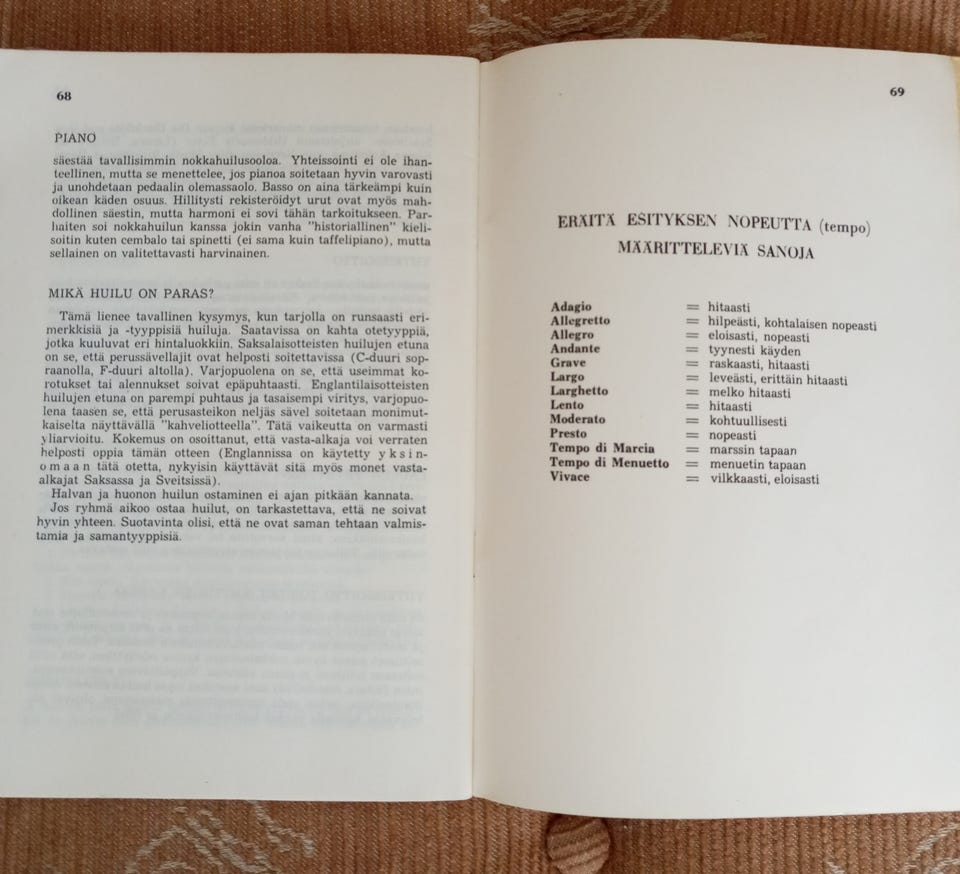 68
PIANO
säestää tavallisimmin nokkahuilusooloa. Yhteissointi ei ole ihan-
teellinen, mutta se menettelee, jos pianoa soitetaan hyvin varovasti
ja unohdetaan pedaalin olemassaolo. Basso on aina tärkeämpi kuin
oikean käden osuus. Hillitysti rekisteröidyt urut ovat myös mah-
dollinen säestin, mutta harmoni ei sovi tähän tarkoitukseen. Par-
haiten soi nokkahuilun kanssa jokin vanha "historiallinen" kieli-
soitin kuten cembalo tai spinetti (ei sama kuin taffelipiano), mutta
sellainen on valitettavasti harvinainen.
MIKÄ HUILU ON PARAS?
Tämä lienee tavallinen kysymys, kun tarjolla on runsaasti eri-
merkkisiä ja -tyyppisiä huiluja. Saatavissa on kahta otetyyppiä,
jotka kuuluvat eri hintaluokkiin. Saksalaisotteisten huilujen etuna
on se, että perussävellajit ovat helposti soitettavissa (C-duuri sop-
raanolla, F-duuri altolla). Varjopuolena on se, että useimmat ko-
rotukset tai alennukset soivat epäpuhtaasti. Englantilaisotteisten
huilujen etuna on parempi puhtaus ja tasaisempi viritys, varjopuo-
lena taasen se, että perusasteikon neljäs sävel soitetaan monimut-
kaiselta näyttävällä "kahveliotteella". Tätä vaikeutta on varmasti
yliarvioitu. Kokemus on osoittanut, että vasta-alkaja voi verraten
helposti oppia tämän otteen (Englannissa on käytetty y k s i n-
o m a a n tätä otetta, nykyisin käyttävät sitä myös monet vasta-
alkajat Saksassa ja Sveitsissä).
Halvan ja huonon huilun ostaminen ei ajan pitkään kannata.
Jos ryhmä aikoo ostaa huilut, on tarkastettava, että ne soivat
hyvin yhteen. Suotavinta olisi, että ne ovat saman tehtaan valmis-
tamia ja samantyyppisiä.
69
ERÄITÄ ESITYKSEN NOPEUTTA (tempo)
MÄÄRITTELEVIÄ SANOJA
Adagio = hitaasti
Allegretto = hilpeästi, kohtalaisen nopeasti
Allegro = eloisasti, nopeasti
Andante = tyynesti käyden
Grave = raskaasti, hitaasti
Largo = leveästi, erittäin hitaasti
Larghetto = melko hitaasti
Lento = hitaasti
Moderato = kohtuullisesti
Presto = nopeasti
Tempo di Marcia = marssin tapaan
Tempo di Menuetto = menuetin tapaan
Vivace = vilkkaasti, eloisasti